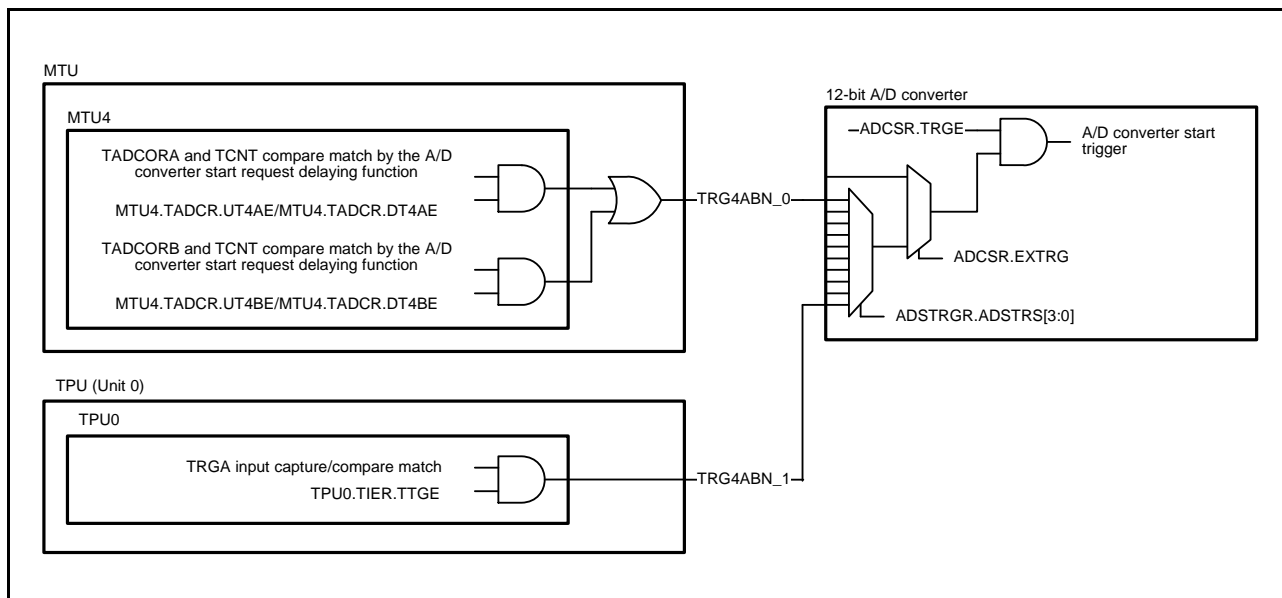 MTU
MTU4
TADCORA and TCNT compare match by the A/D
converter start request delaying function
MTU4.TADCR.UT4AE/MTU4.TADCR.DT4AE
TADCORB and TCNT compare match by the A/D
converter start request delaying function
MTU4.TADCR.UT4BE/MTU4.TADCR.DT4BE
TRG4ABN_0
12-bit A/D converter
ADCSR.TRGE
A/D converter start
trigger
ADCSR.EXTRG
ADSTRGR.ADSTRS[3:0]
TPU (Unit 0)
TPU0
TRGA input capture/compare match
TPU0.TIER.TTGE
TRG4ABN_1